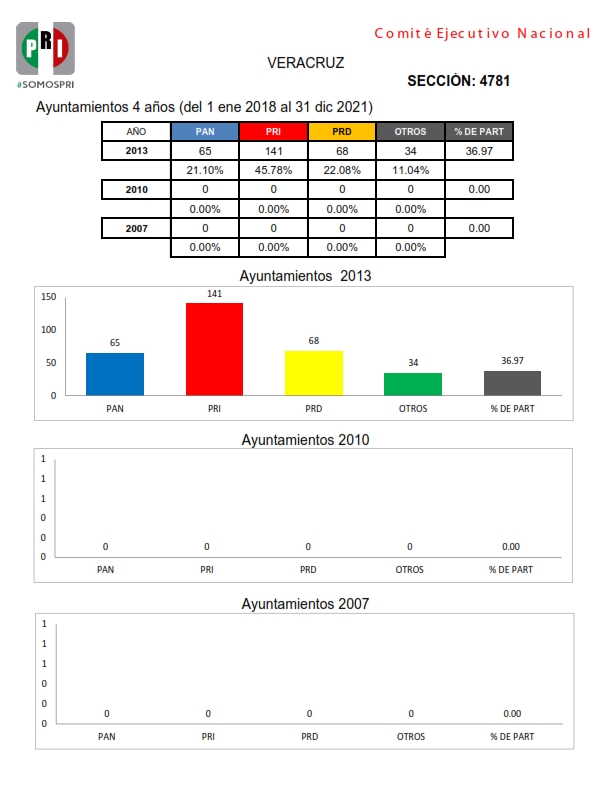 Comité Ejecutivo Nacional
PRI
#SOMOSPRI
VERACRUZ
SECCIÓN: 4781
Ayuntamientos 4 años (del 1 ene 2018 al 31 dic 2021)
AÑO PAN PRI PRD OTROS % DE PART
2013 65 141 68 34 36.97
21.10% 45.78% 22.08% 11.04%
2010 0 0 0 0 0.00
0.00% 0.00% 0.00% 0.00%
2007 0 0 0 0 0.00
0.00% 0.00% 0.00% 0.00%
Ayuntamientos 2013
150
100
50
0
65 141 68 34 36.97
PAN PRI PRD OTROS % DE PART
Ayuntamientos 2010
1
1
1
0
0
0
0 0 0 0 0.00
PAN PRI PRD OTROS % DE PART
Ayuntamientos 2007
1
1
1
0
0
0
0 0 0 0 0.00
PAN PRI PRD OTROS % DE PART